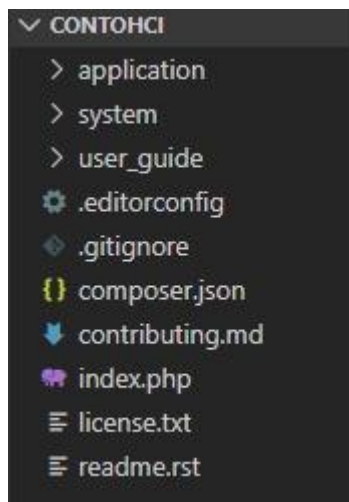 CONTOHCI
application
system
user_guide
.editorconfig
.gitignore
composer.json
contributing.md
index.php
license.txt
readme.rst